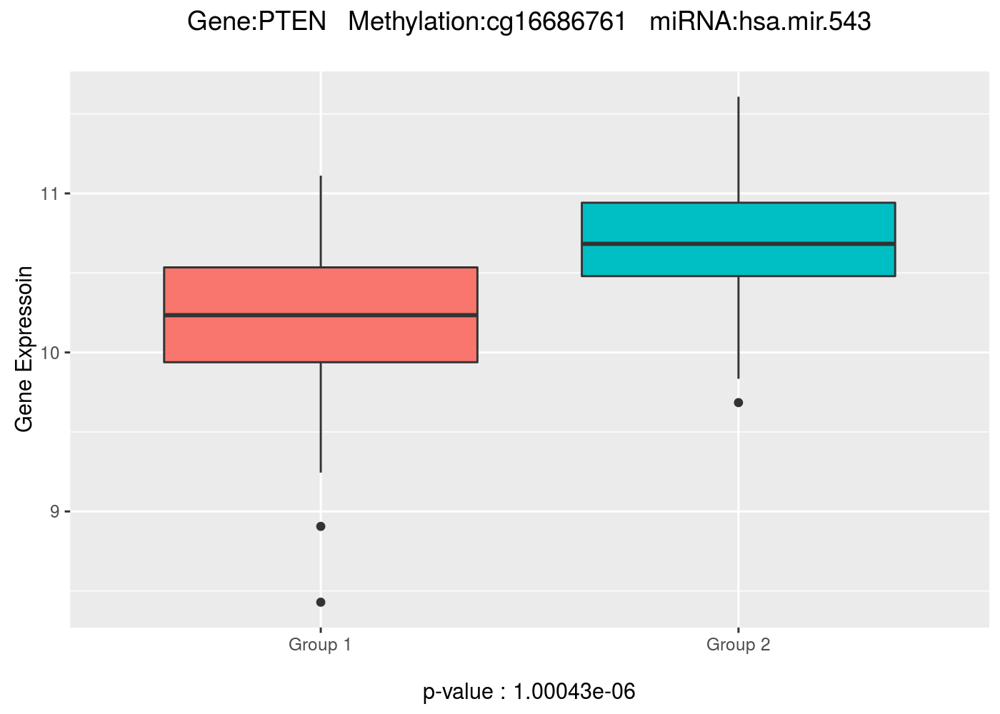 Gene:PTEN   Methylation:cg16686761   miRNA:hsa.mir.543
11
10
9
Gene Expressoin
Group 1
Group 2
p-value : 1.00043e-06